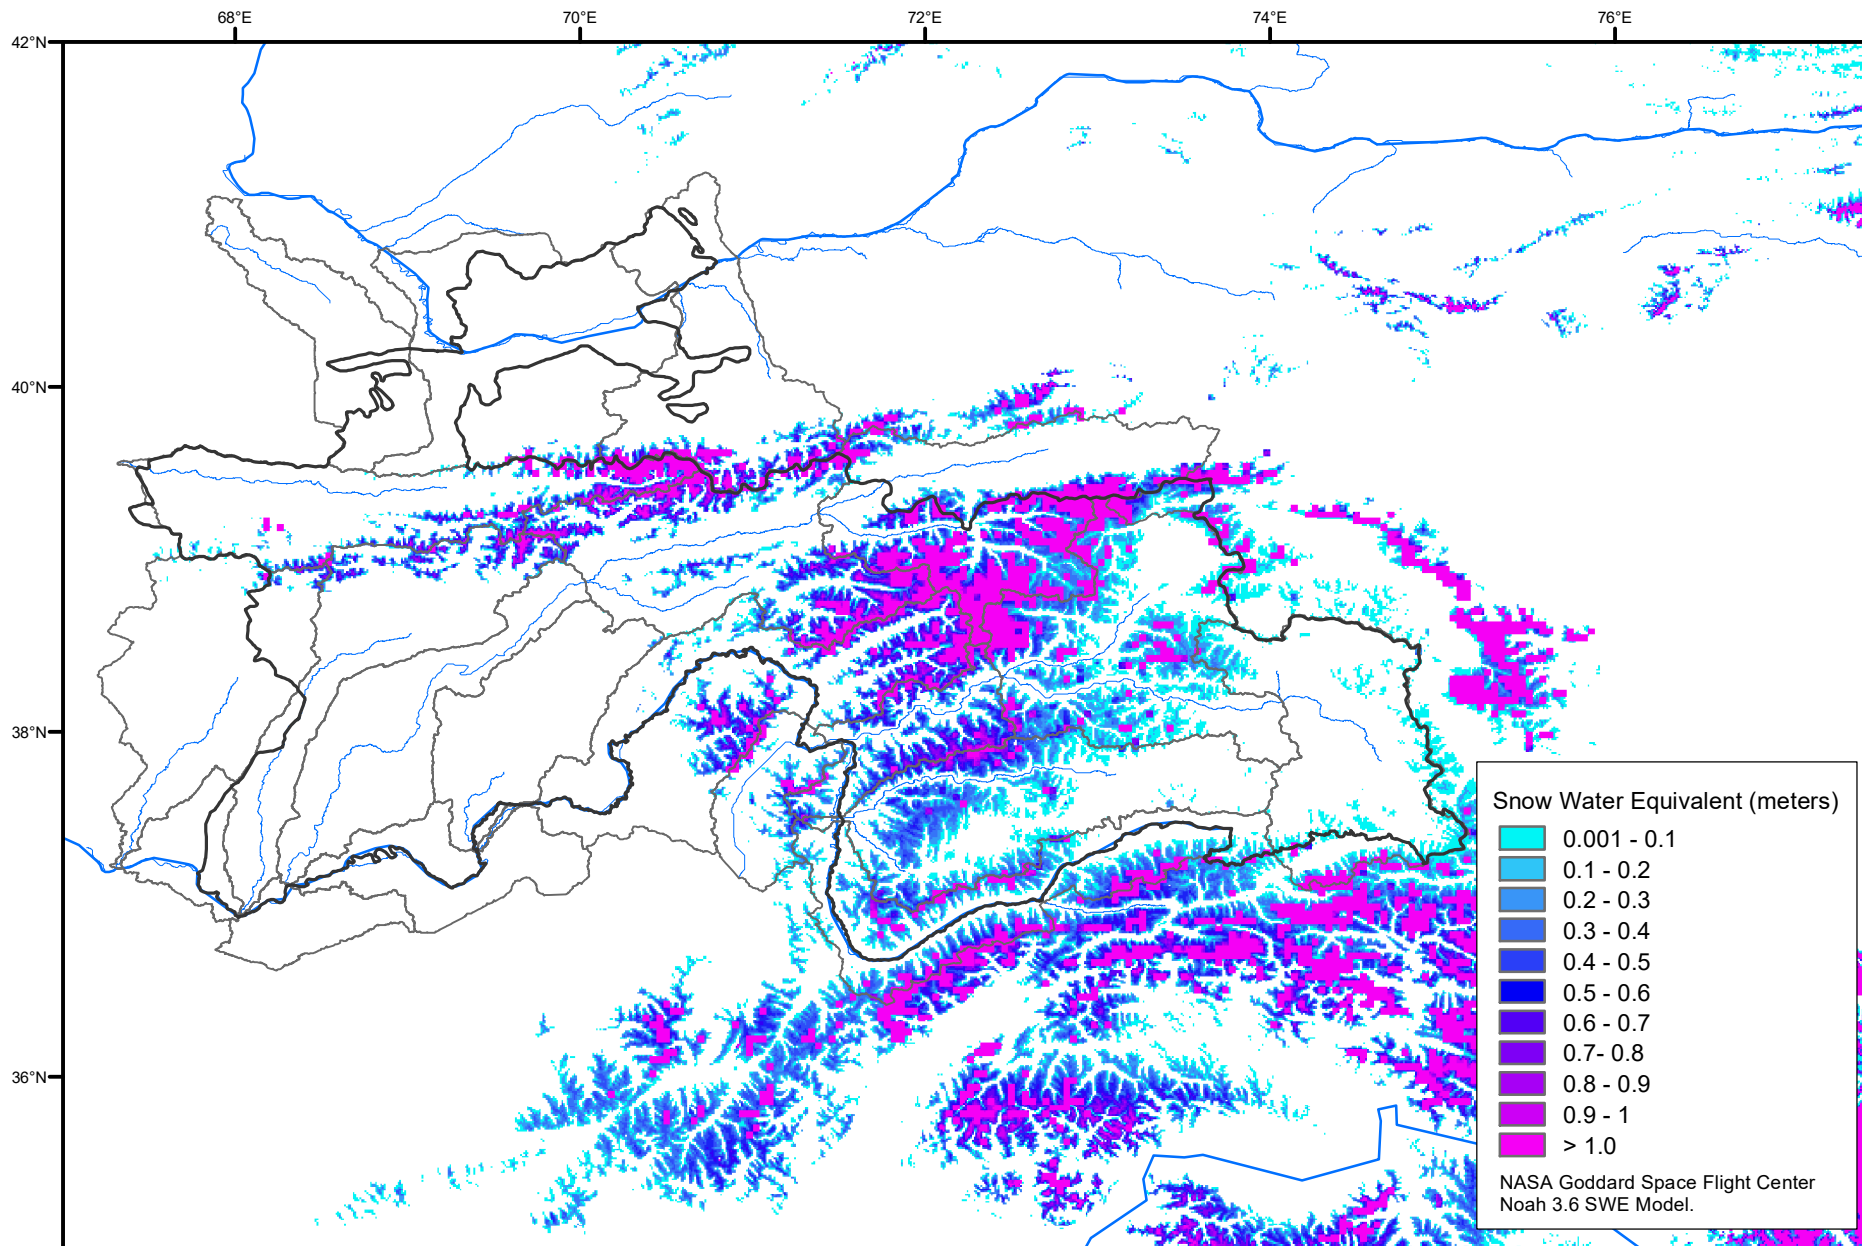 68°E
70°E
72°E
74°E
76°E
42°N
40°N
38°N
36°N
Snow Water Equivalent (meters)
0.001 - 0.1
0.1 - 0.2
0.2 - 0.3
0.3 - 0.4
0.4 - 0.5
0.5 - 0.6
0.6 - 0.7
0.7- 0.8
0.8 - 0.9
0.9 - 1
> 1.0
NASA Goddard Space Flight Center
Noah 3.6 SWE Model.